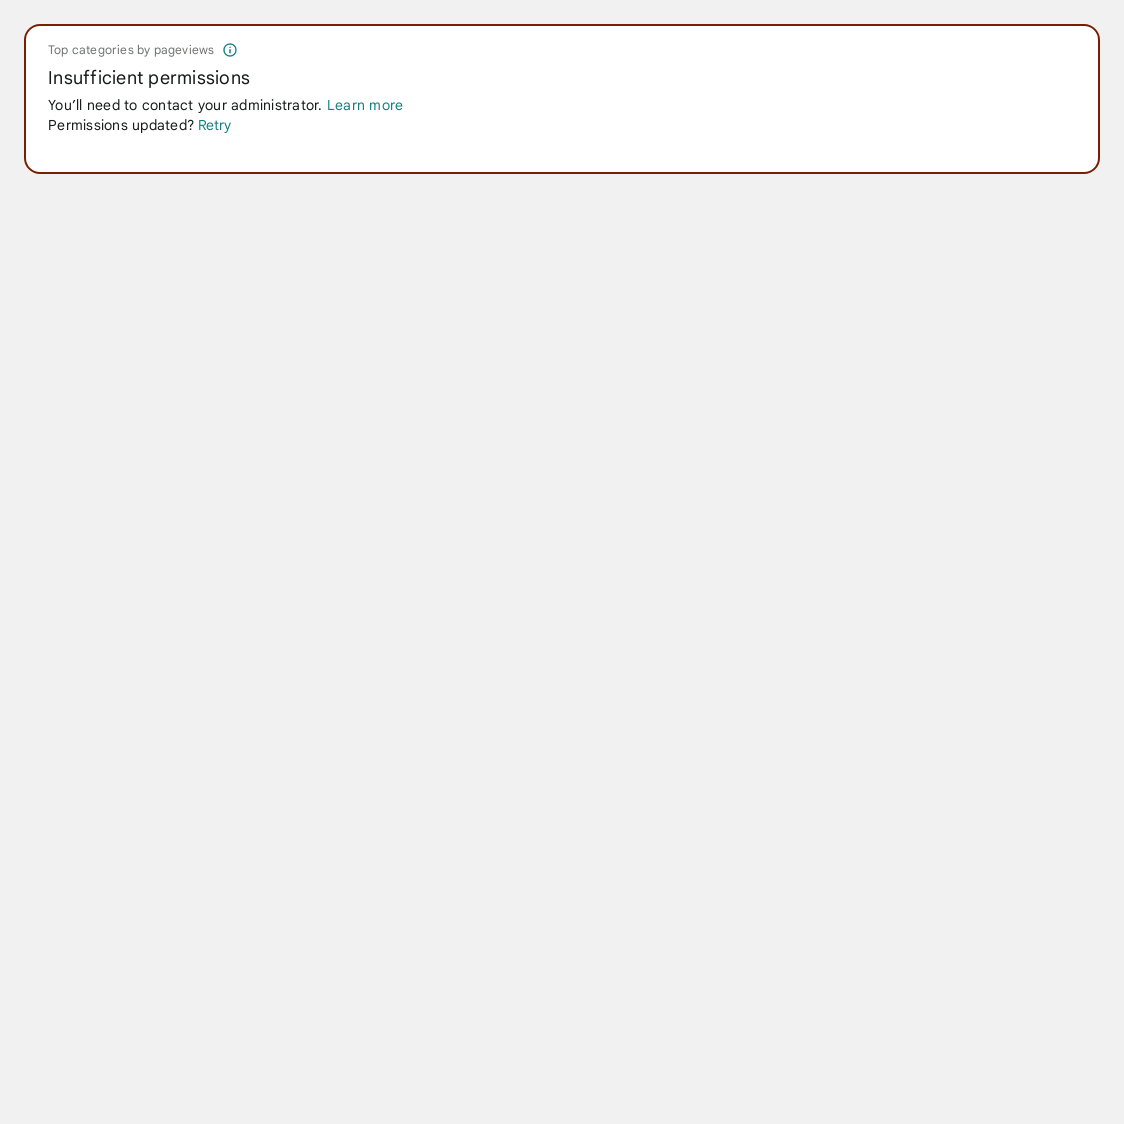 Top categories by pageviews
Insufficient permissions
You’ll need to contact your administrator. Learn more
Permissions updated? Retry